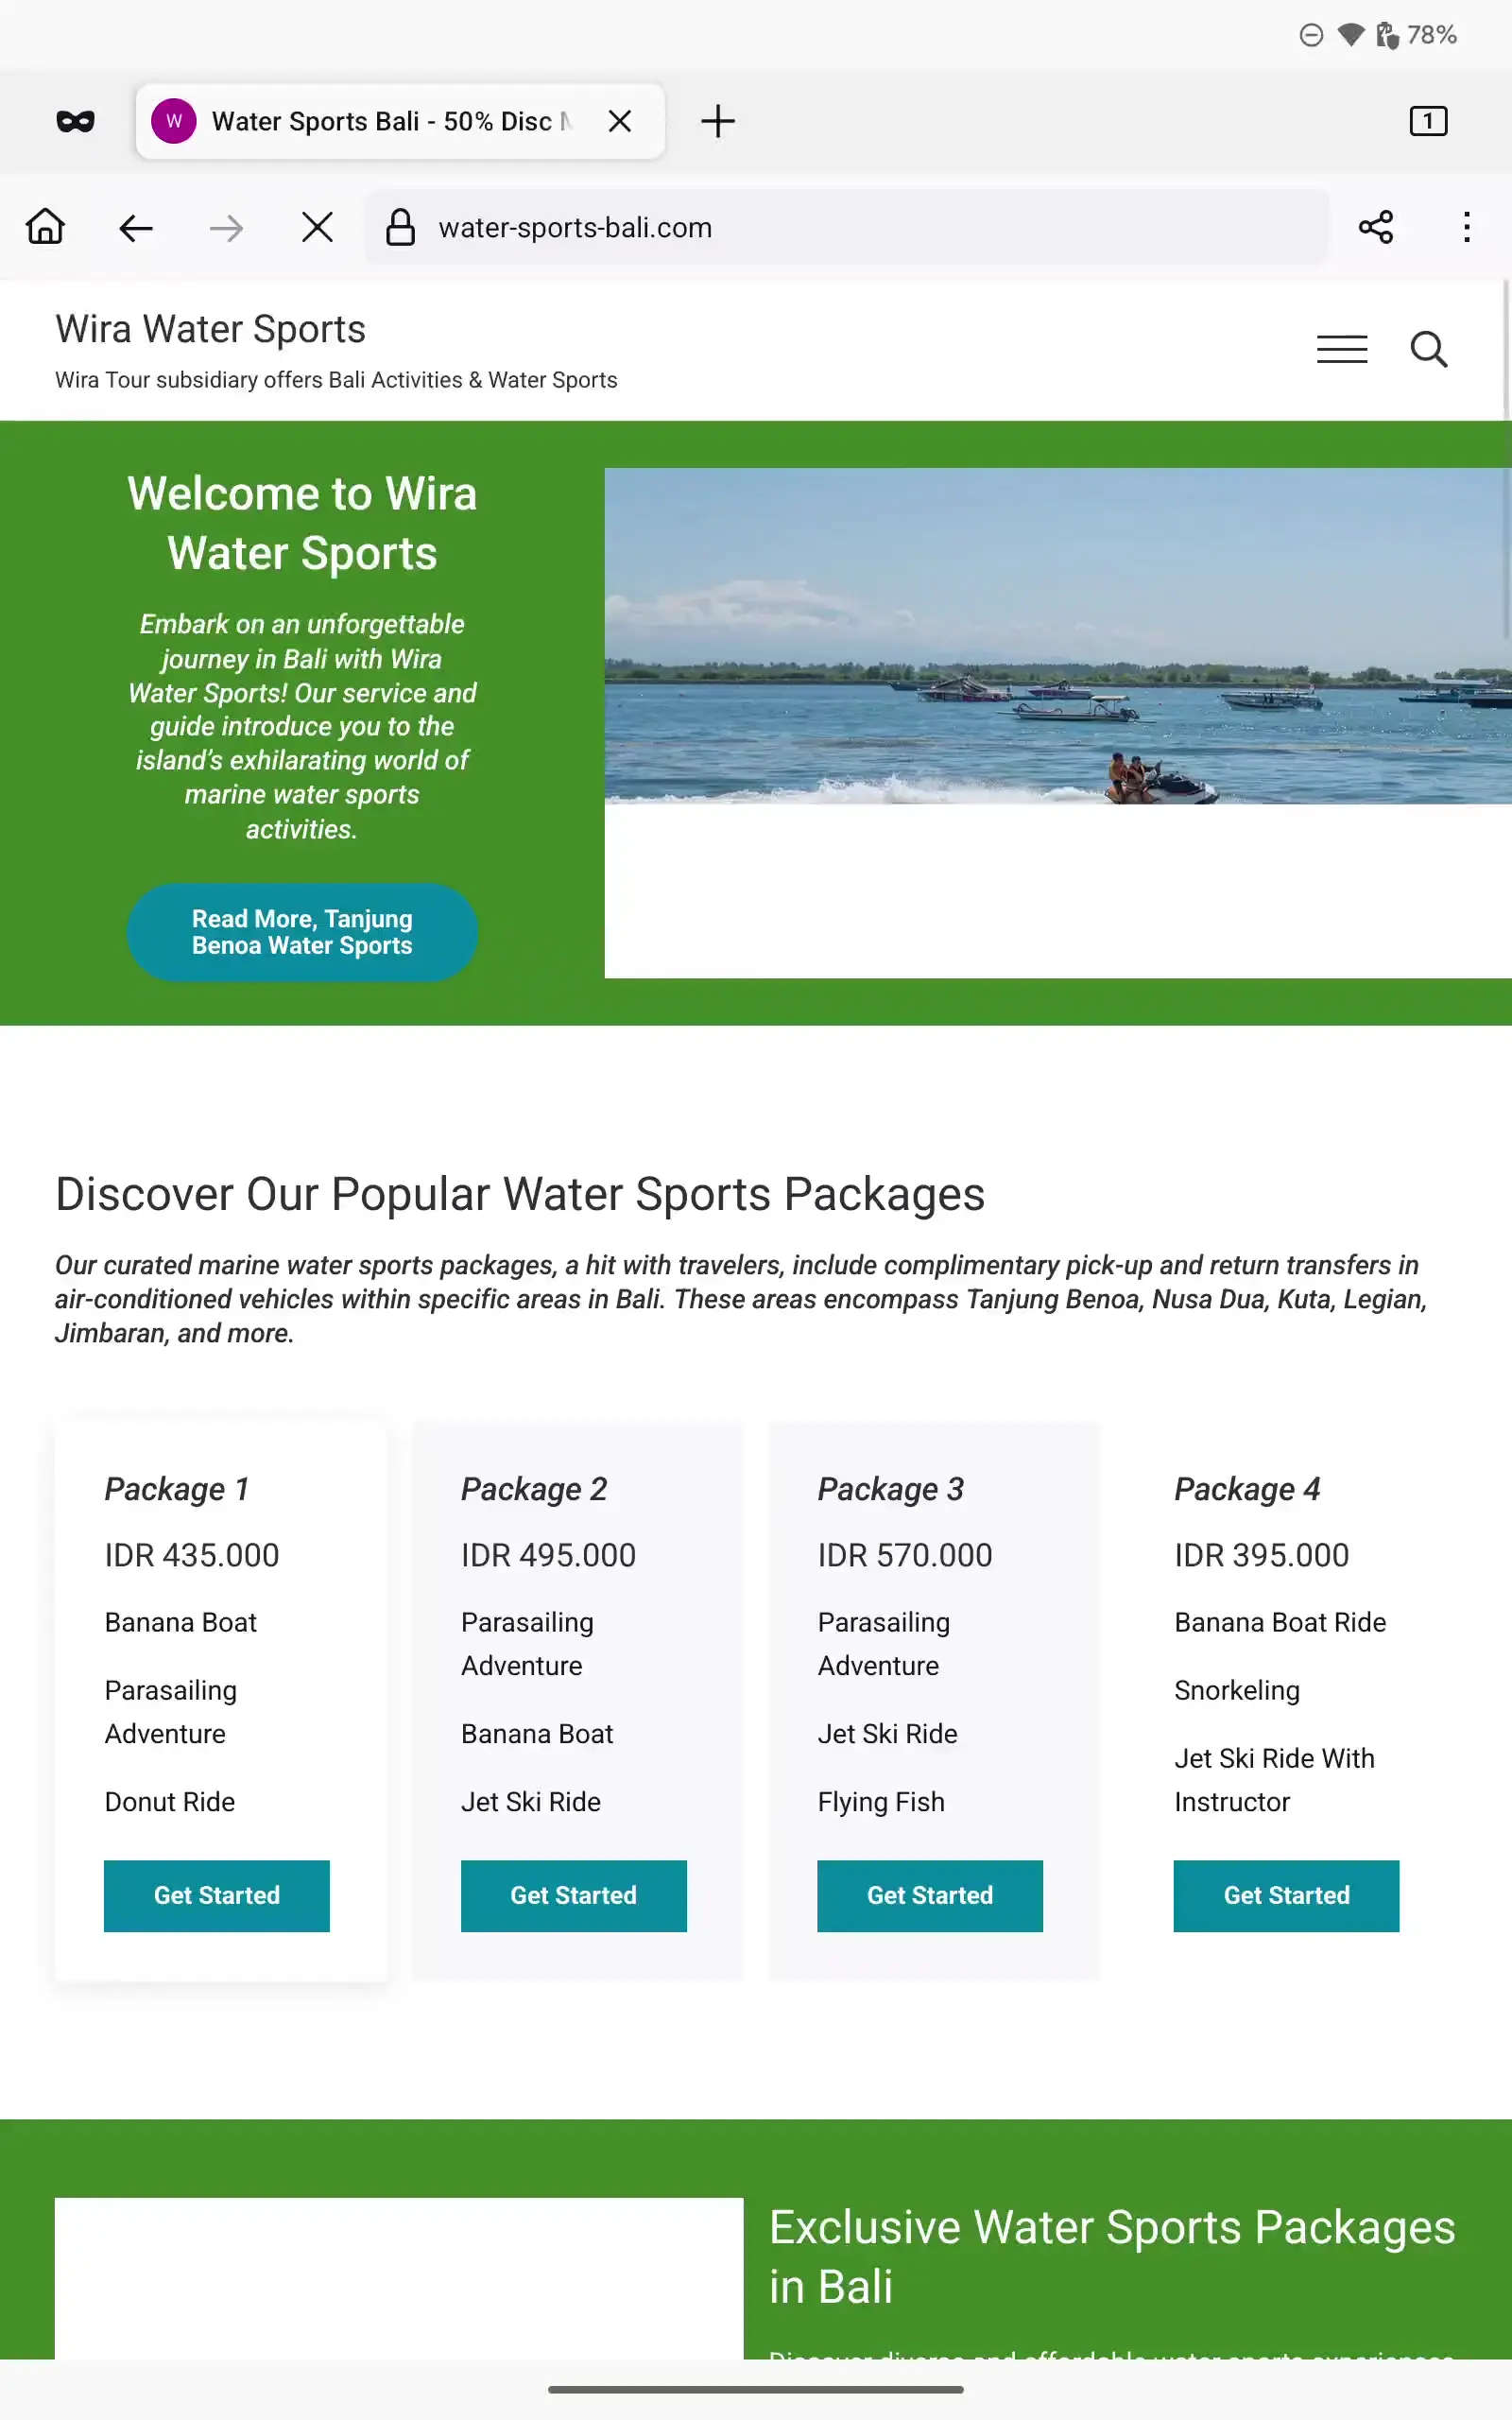 78%
W
Water Sports Bali - 50% Disc
1
water-sports-bali.com
Wira Water Sports
Wira Tour subsidiary offers Bali Activities & Water Sports
Welcome to Wira
Water Sports
Embark on an unforgettable
journey in Bali with Wira
Water Sports! Our service and
guide introduce you to the
island’s exhilarating world of
marine water sports
activities.
Read More, Tanjung
Benoa Water Sports
Discover Our Popular Water Sports Packages
Our curated marine water sports packages, a hit with travelers, include complimentary pick-up and return transfers in
air-conditioned vehicles within specific areas in Bali. These areas encompass Tanjung Benoa, Nusa Dua, Kuta, Legian,
Jimbaran, and more.
Package 1
IDR 435.000
Banana Boat
Parasailing
Adventure
Donut Ride
Get Started
Package 2
IDR 495.000
Parasailing
Adventure
Banana Boat
Jet Ski Ride
Get Started
Package 3
IDR 570.000
Parasailing
Adventure
Jet Ski Ride
Flying Fish
Get Started
Package 4
IDR 395.000
Banana Boat Ride
Snorkeling
Jet Ski Ride With
Instructor
Get Started
Exclusive Water Sports Packages
in Bali
Discover diverse and affordable water sports experiences